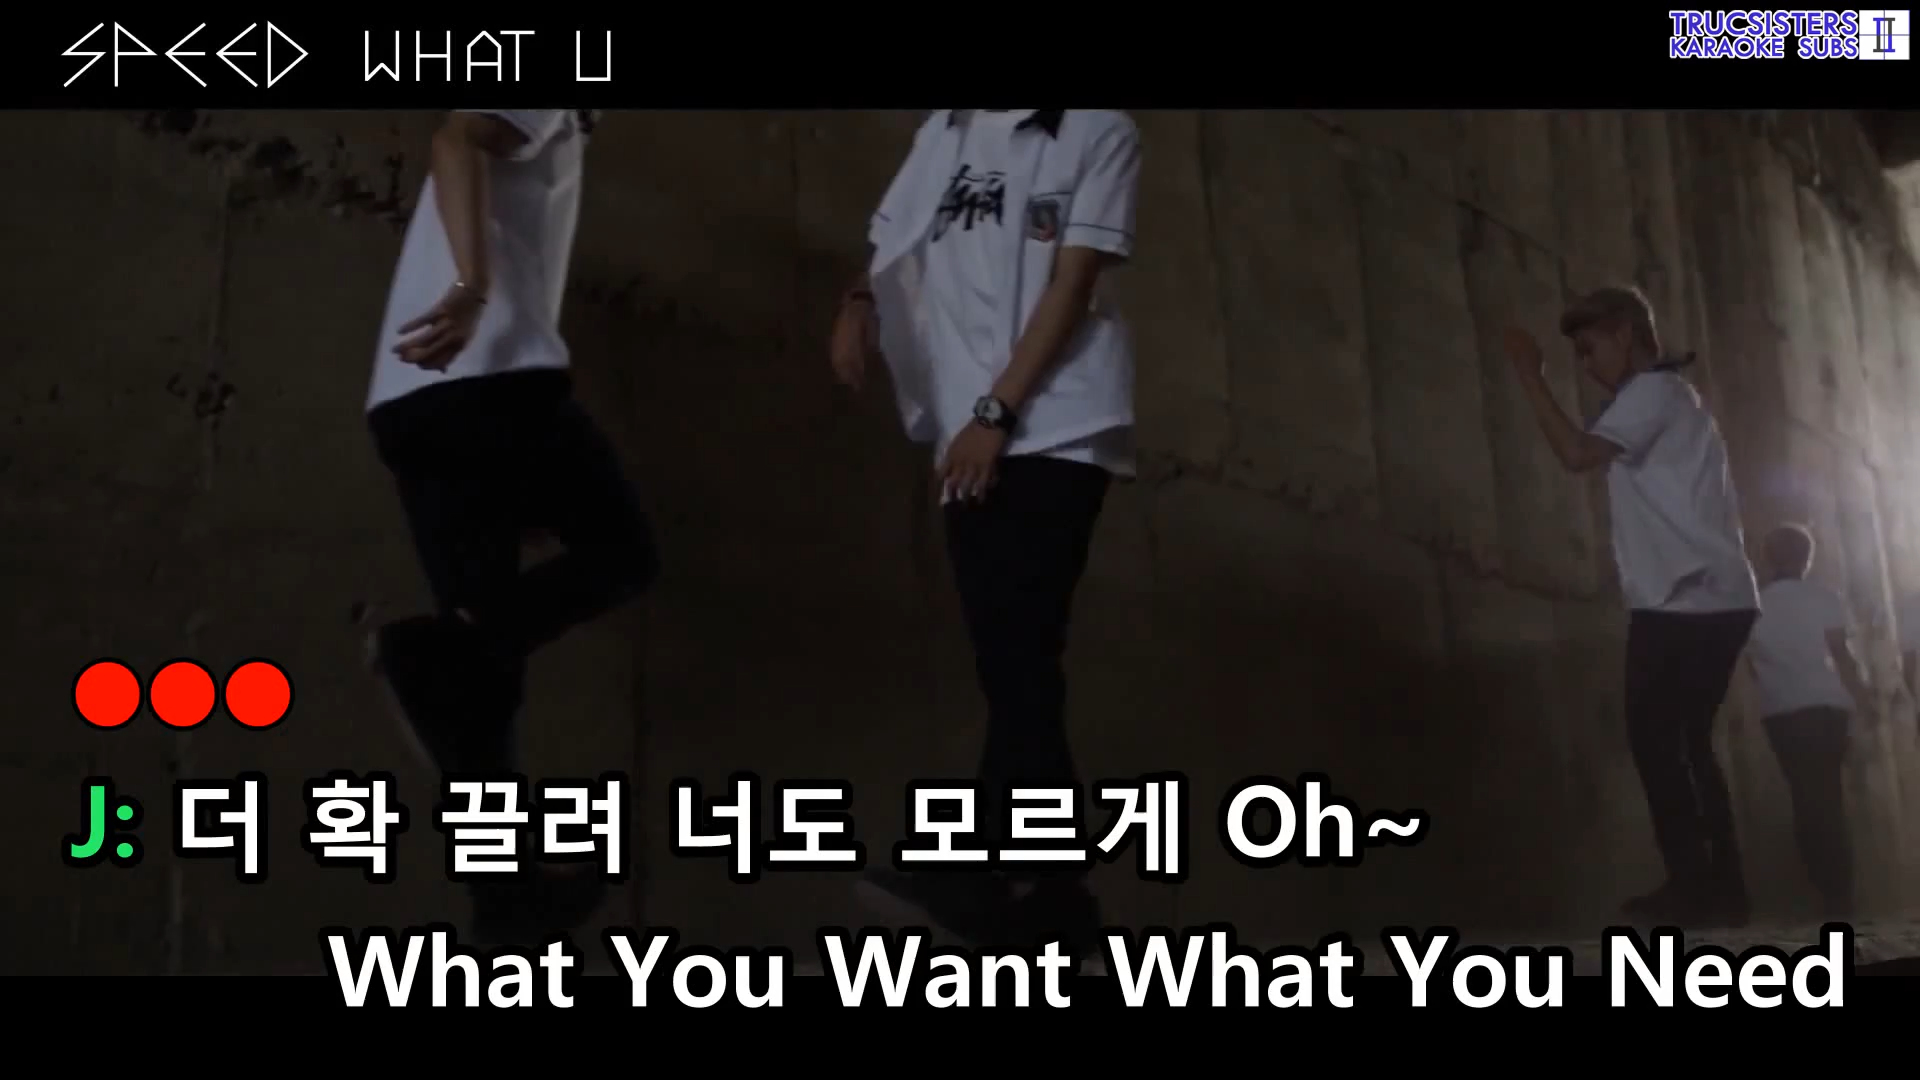 SPEED WHAT U
TRUCSISTERS II
KARAOKE SUBS
J: 더 확 끌려 너도 모르게 Oh~
What You Want What You Need